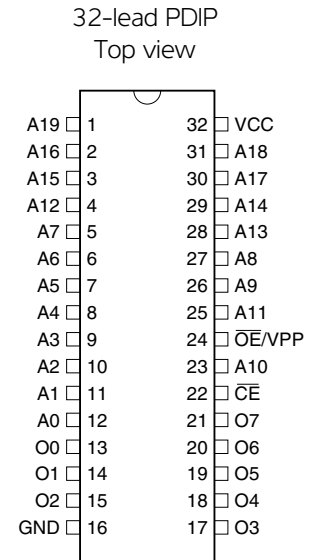 32-lead PDIP
Top view
A19 1 32 VCC
A16 2 31 A18
A15 3 30 A17
A12 4 29 A14
A7 5 28 A13
A6 6 27 A8
A5 7 26 A9
A4 8 25 A11
A3 9 24 O̅E̅/VPP
A2 10 23 A10
A1 11 22 C̅E̅
A0 12 21 O7
O0 13 20 O6
O1 14 19 O5
O2 15 18 O4
GND 16 17 O3